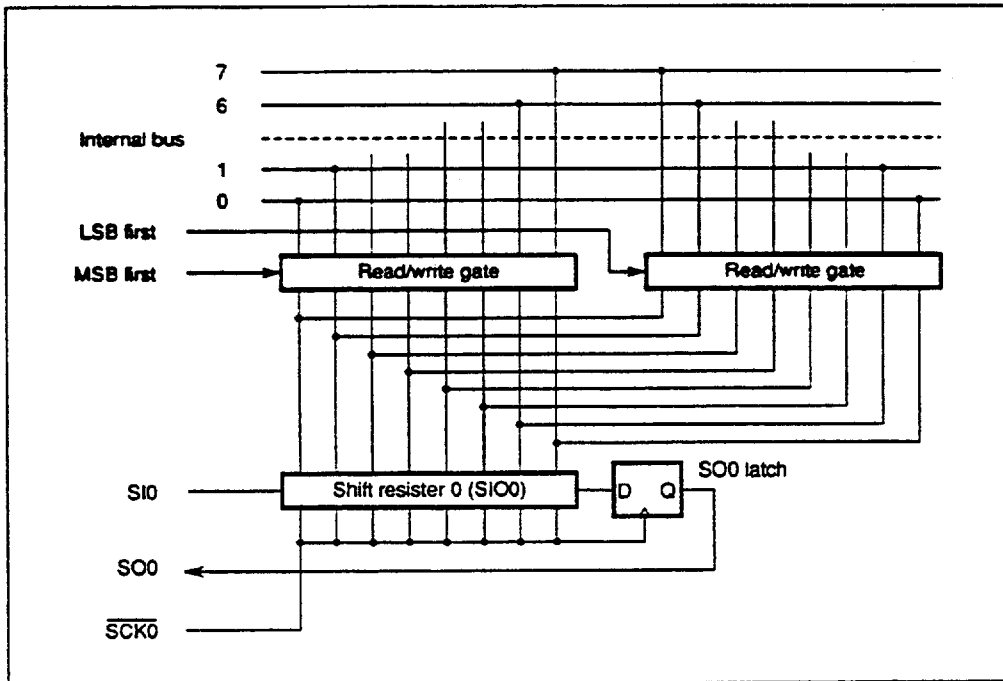 7
6
Internal bus
1
0
LSB first
MSB first
Read/write gate
Read/write gate
SO0 latch
SI0
Shift resister 0 (SIO0)
D Q
SO0
SCK0